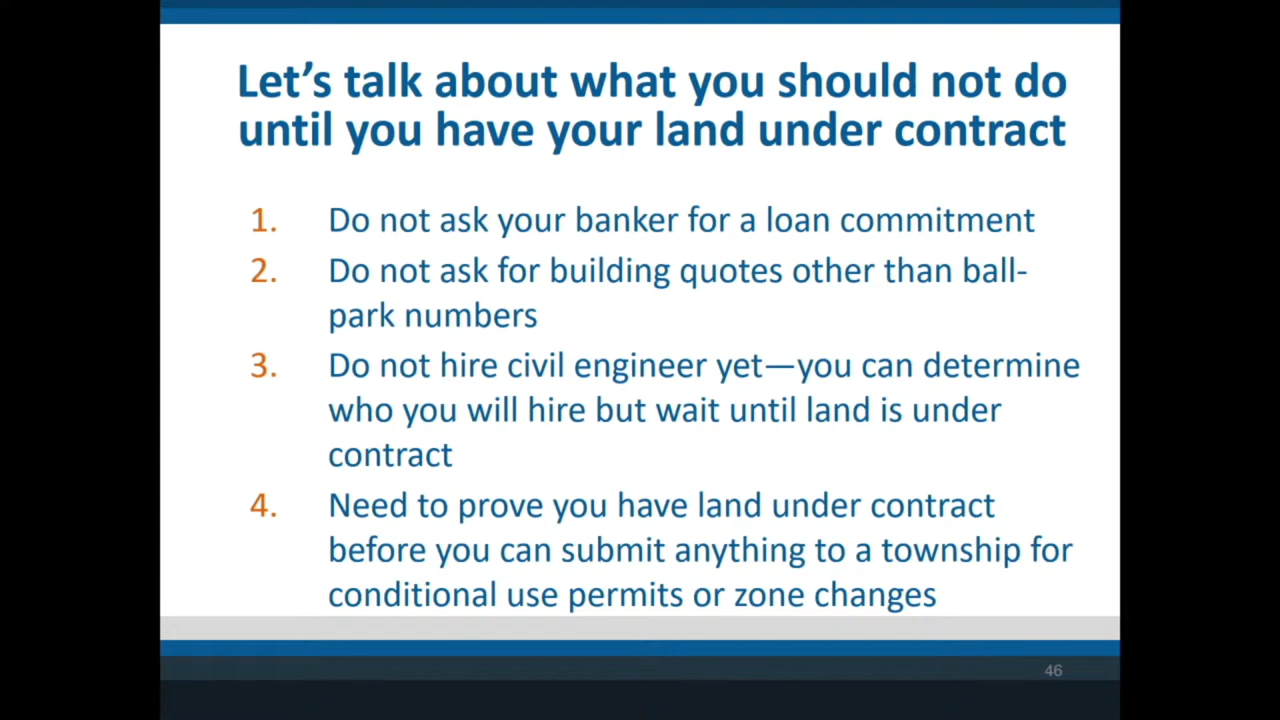 Let’s talk about what you should not do
until you have your land under contract
1. Do not ask your banker for a loan commitment
2. Do not ask for building quotes other than ball-
park numbers
3. Do not hire civil engineer yet—you can determine
who you will hire but wait until land is under
contract
4. Need to prove you have land under contract
before you can submit anything to a township for
conditional use permits or zone changes
46